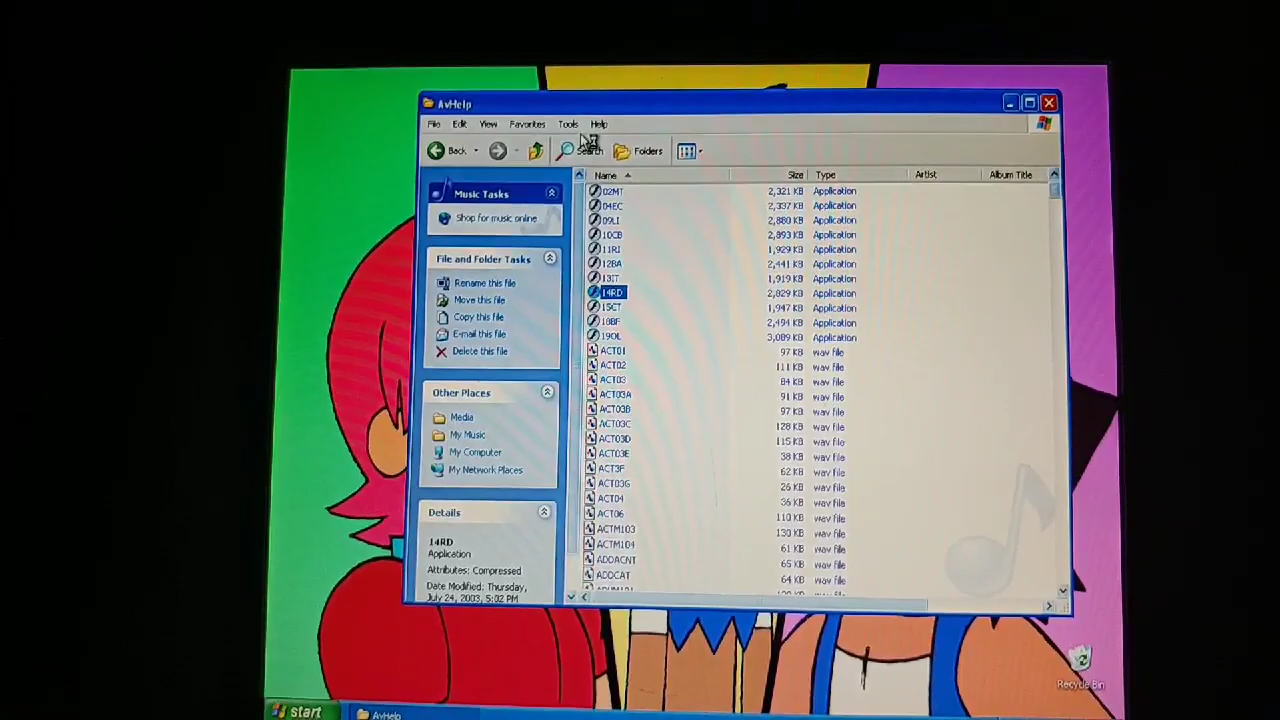 AvHelp
File Edit View Favorites Tools Help
Back Search Folders
Name Size Type Artist Album Title
Music Tasks
Shop for music online
File and Folder Tasks
Rename this file
Move this file
Copy this file
E-mail this file
Delete this file
Other Places
Media
My Music
My Computer
My Network Places
Details
14RD
Application
Attributes: Compressed
Date Modified: Thursday,
July 24, 2003, 5:02 PM
02MT 2,321 KB Application
04EC 2,337 KB Application
09LI 2,880 KB Application
10CB 2,893 KB Application
11RI 1,929 KB Application
12BA 2,441 KB Application
13IT 1,919 KB Application
14RD 2,829 KB Application
15CT 1,947 KB Application
18BF 2,494 KB Application
19OL 3,089 KB Application
ACT01 97 KB wav file
ACT02 111 KB wav file
ACT03 84 KB wav file
ACT03A 91 KB wav file
ACT03B 97 KB wav file
ACT03C 128 KB wav file
ACT03D 115 KB wav file
ACT03E 38 KB wav file
ACT3F 62 KB wav file
ACT03G 26 KB wav file
ACT04 36 KB wav file
ACT06 110 KB wav file
ACTM103 130 KB wav file
ACTM104 61 KB wav file
ADDACNT 65 KB wav file
ADDCAT 64 KB wav file
Recycle Bin
start AvHelp